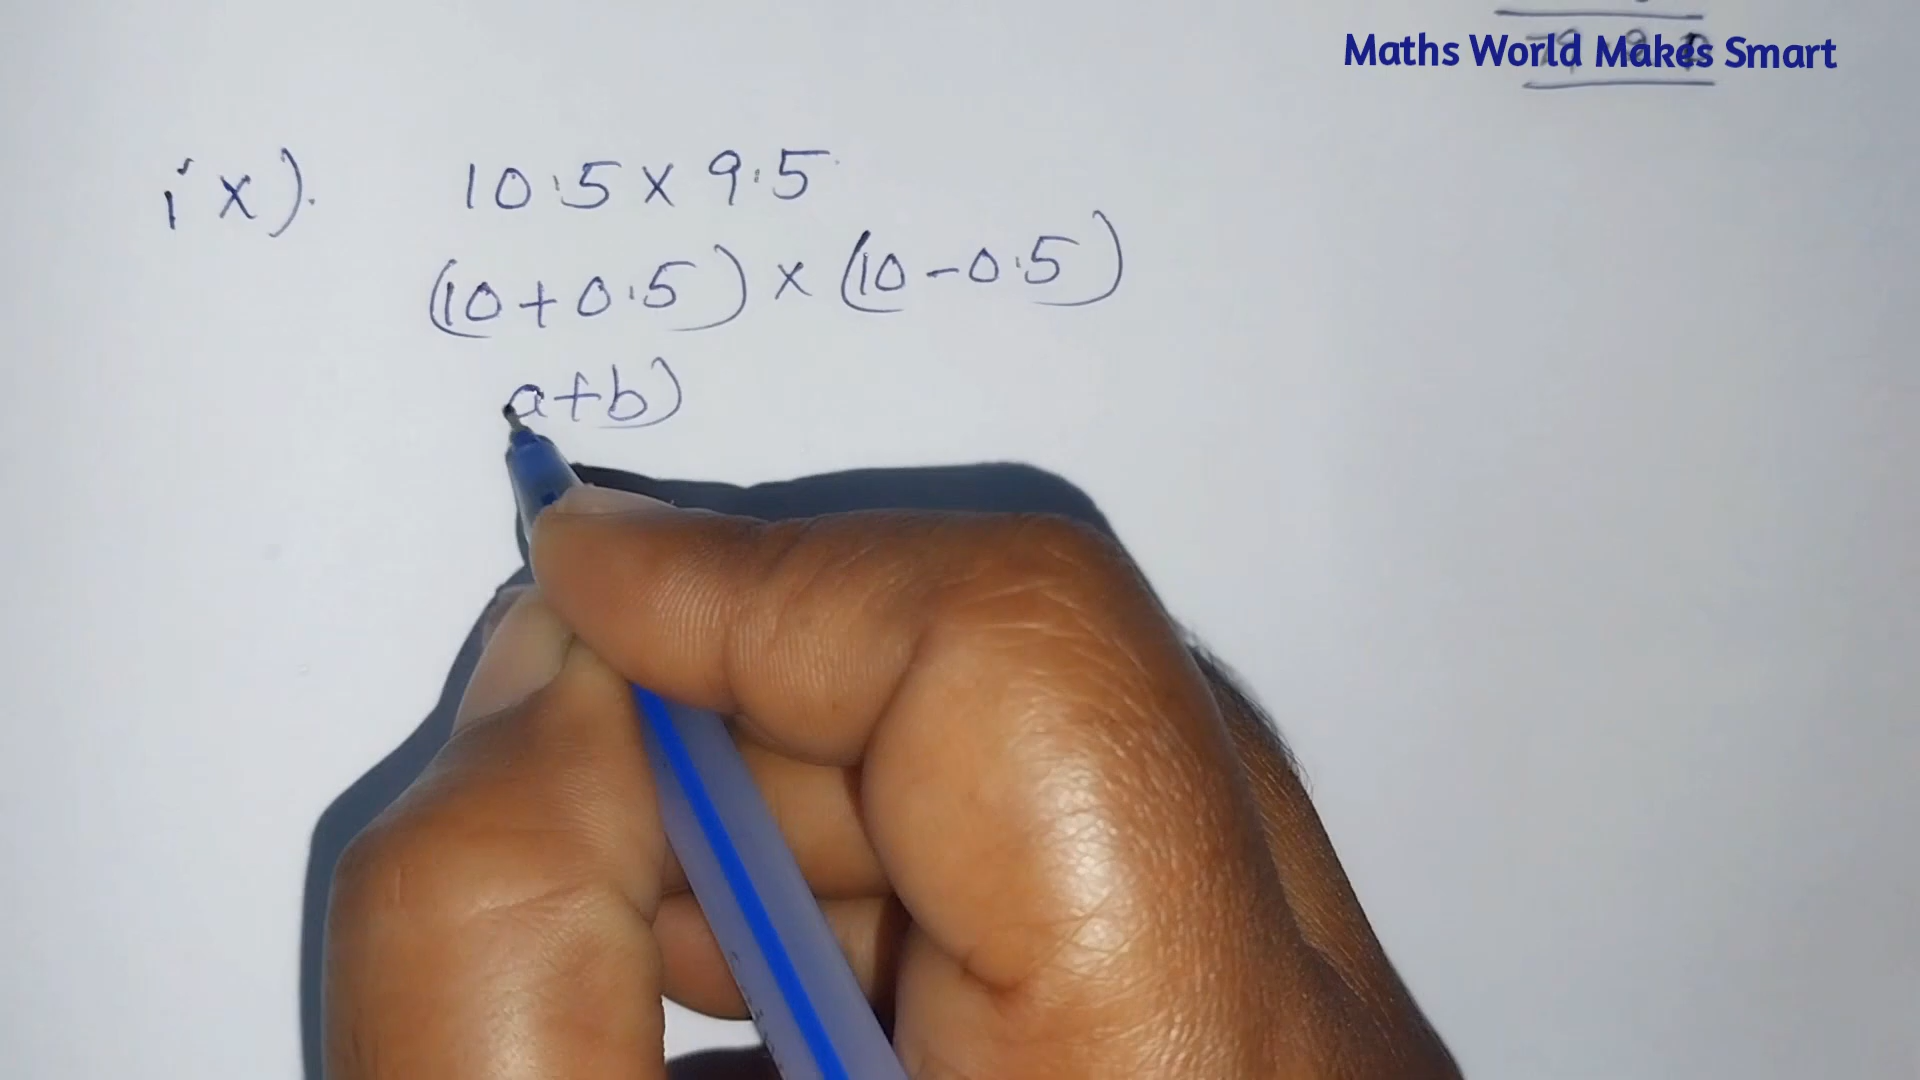 Maths World Makes Smart
ix).
10.5 x 9.5
(10+0.5) x (10-0.5)
a+b)